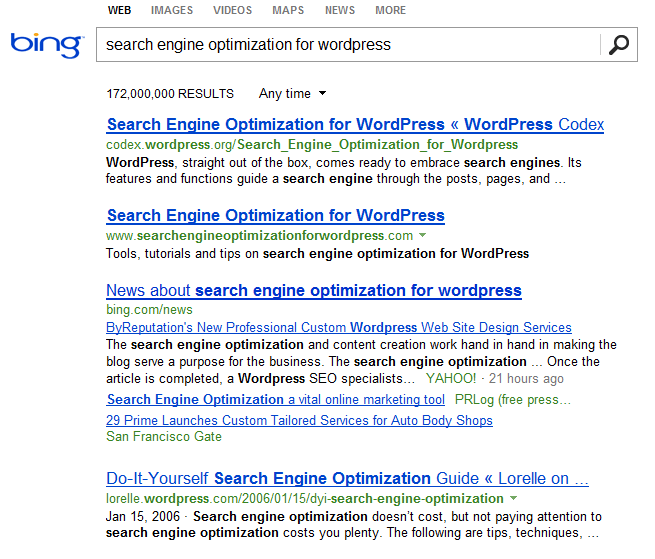 WEB IMAGES VIDEOS MAPS NEWS MORE
bing
search engine optimization for wordpress
172,000,000 RESULTS Any time
Search Engine Optimization for WordPress « WordPress Codex
codex.wordpress.org/Search_Engine_Optimization_for_Wordpress
WordPress, straight out of the box, comes ready to embrace search engines. Its
features and functions guide a search engine through the posts, pages, and ...
Search Engine Optimization for WordPress
www.searchengineoptimizationforwordpress.com
Tools, tutorials and tips on search engine optimization for WordPress
News about search engine optimization for wordpress
bing.com/news
ByReputation's New Professional Custom Wordpress Web Site Design Services
The search engine optimization and content creation work hand in hand in making the
blog serve a purpose for the business. The search engine optimization ... Once the
article is completed, a Wordpress SEO specialists... YAHOO! · 21 hours ago
Search Engine Optimization a vital online marketing tool PRLog (free press...
29 Prime Launches Custom Tailored Services for Auto Body Shops
San Francisco Gate
Do-It-Yourself Search Engine Optimization Guide « Lorelle on ...
lorelle.wordpress.com/2006/01/15/dyi-search-engine-optimization
Jan 15, 2006 · Search engine optimization doesn't cost, but not paying attention to
search engine optimization costs you plenty. The following are tips, techniques, ...